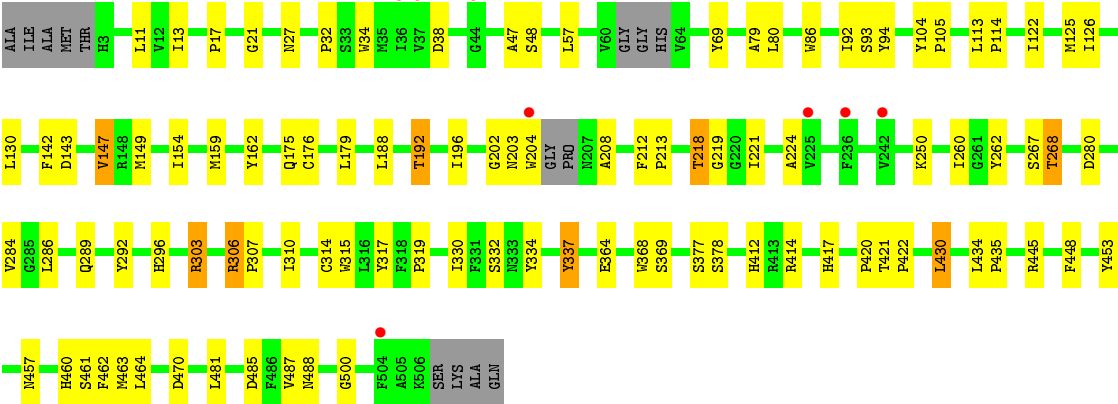 ALA ILE ALA MET THR H3 L11 V12 I13 P17 G21 N27 P32 S33 W34 M35 I36 V37 D38 G44 A47 S48 L57 V60 GLY GLY HIS V64 Y69 A79 L80 W86 I92 S93 Y94 Y104 P105 L113 P114 I122 M125 I126
L130 F142 D143 V147 R148 M149 I154 M159 Y162 Q175 C176 L179 L188 T192 I196 G202 N203 W204 GLY PRO N207 A208 F212 P213 T218 G219 G220 I221 A224 V225 F236 V242 K250 I260 G261 Y262 S267 T268 D280
V284 G285 L286 Q289 Y292 H296 R303 R306 P307 I310 C314 W315 L316 Y317 F318 P319 I330 F331 S332 N333 Y334 Y337 E364 W368 S369 S377 S378 H412 R413 R414 H417 P420 T421 P422 L430 L434 P435 R445 F448 Y453
N457 H460 S461 F462 M463 L464 D470 L481 D485 F486 V487 N488 G500 F504 A505 K506 SER LYS ALA GLN